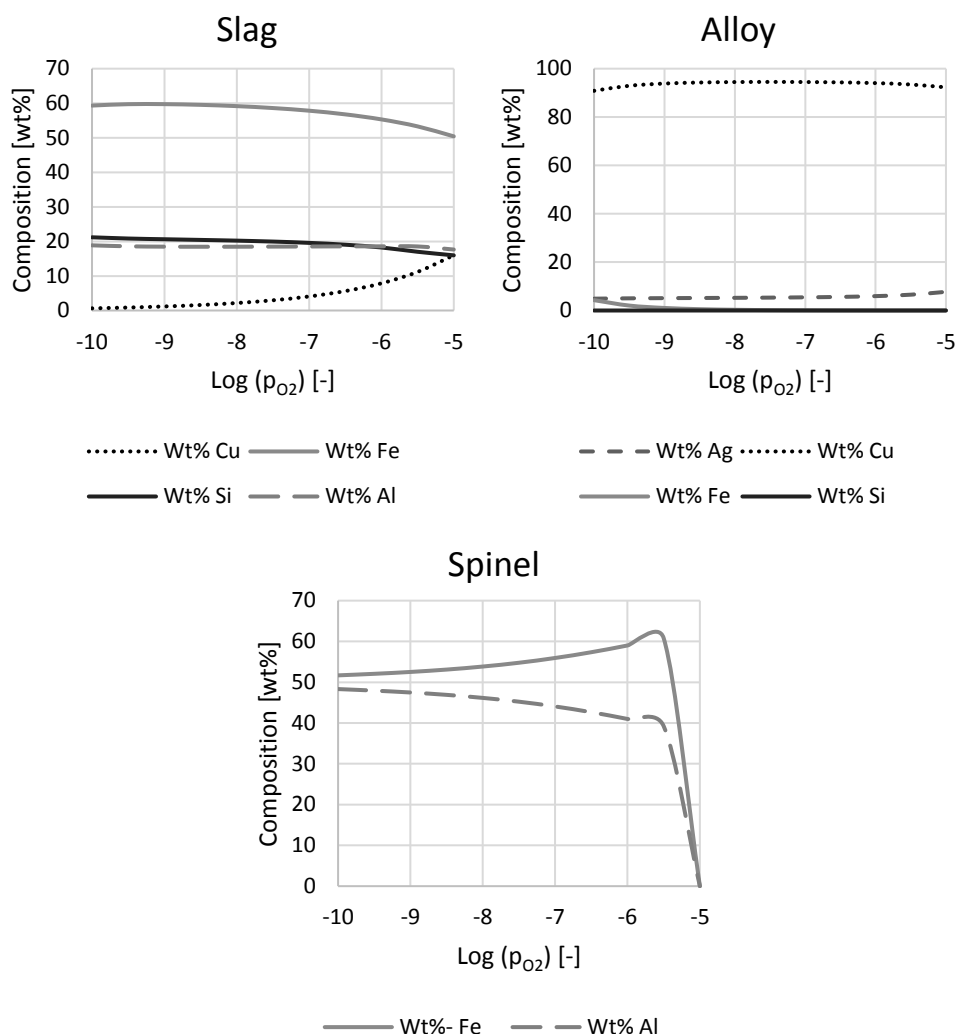 Slag
Composition [wt%]
70
60
50
40
30
20
10
0
-10 -9 -8 -7 -6 -5
Log (pO2) [-]
Wt% Cu Wt% Fe
Wt% Si Wt% Al
Alloy
Composition [wt%]
100
80
60
40
20
0
-10 -9 -8 -7 -6 -5
Log (pO2) [-]
Wt% Ag Wt% Cu
Wt% Fe Wt% Si
Spinel
Composition [wt%]
70
60
50
40
30
20
10
0
-10 -9 -8 -7 -6 -5
Log (pO2) [-]
Wt%- Fe Wt% Al